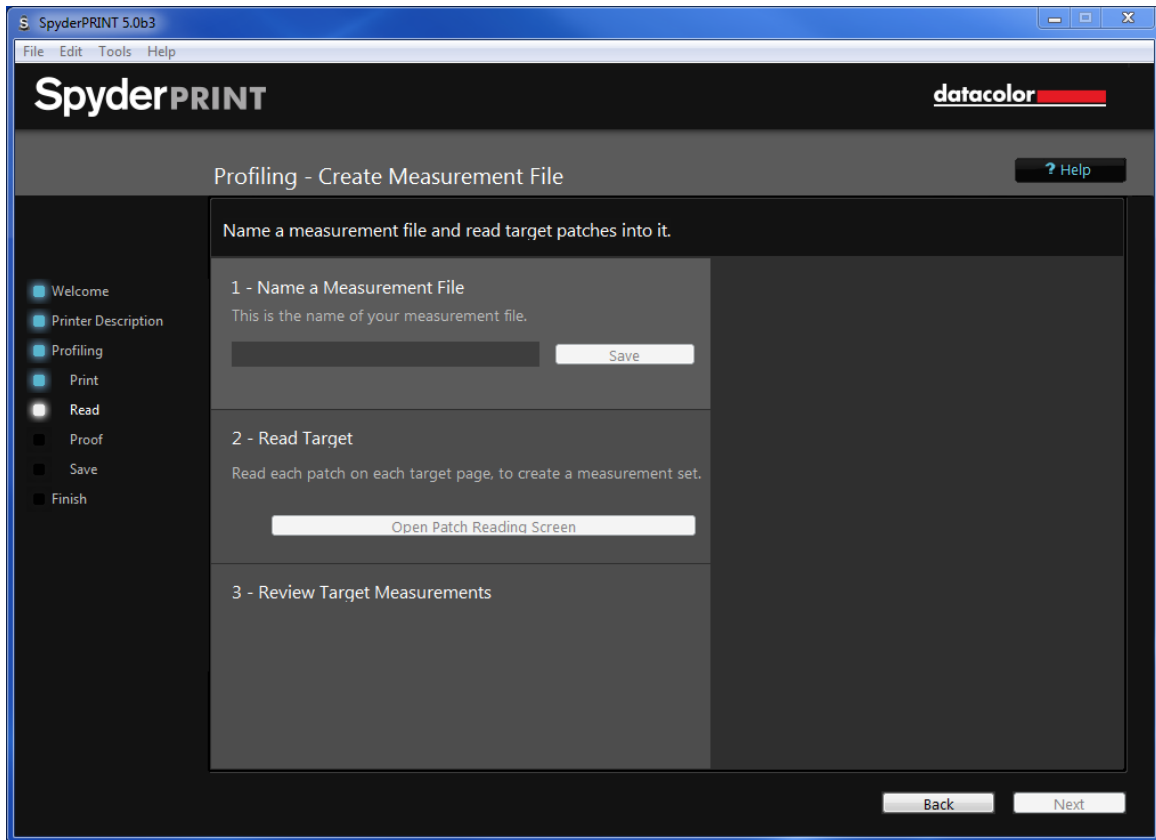 SpyderPRINT 5.0b3
File Edit Tools Help
SpyderPRINT
datacolor
Profiling - Create Measurement File
? Help
Name a measurement file and read target patches into it.
Welcome
Printer Description
Profiling
Print
Read
Proof
Save
Finish
1 - Name a Measurement File
This is the name of your measurement file.
Save
2 - Read Target
Read each patch on each target page, to create a measurement set.
Open Patch Reading Screen
3 - Review Target Measurements
Back
Next